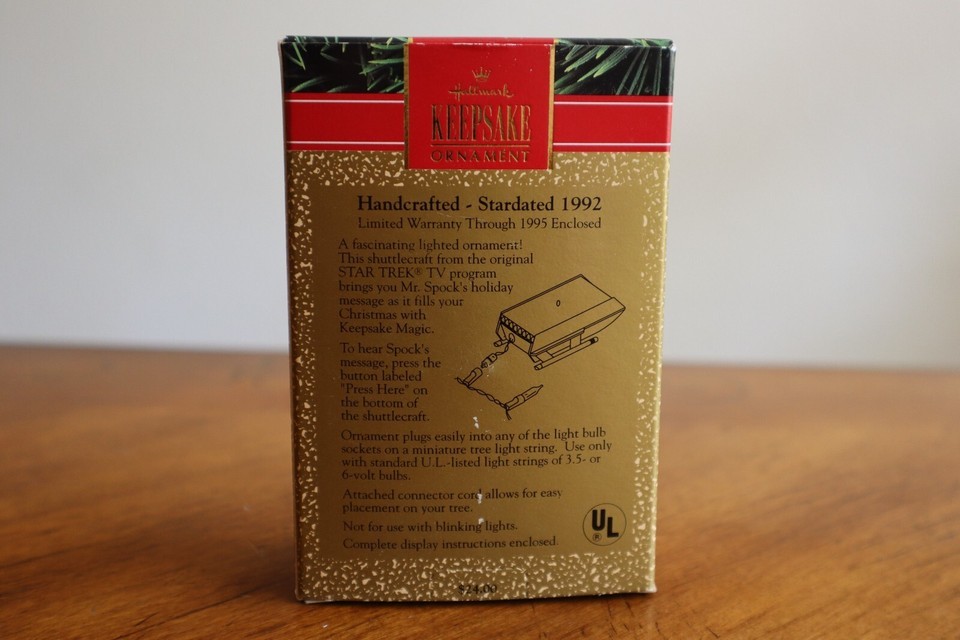 Hallmark
KEEPSAKE
ORNAMENT
Handcrafted - Stardated 1992
Limited Warranty Through 1995 Enclosed
A fascinating lighted ornament!
This shuttlecraft from the original
STAR TREK® TV program
brings you Mr. Spock's holiday
message as it fills your
Christmas with
Keepsake Magic.
To hear Spock's
message, press the
button labeled
"Press Here" on
the bottom of
the shuttlecraft.
Ornament plugs easily into any of the light bulb
sockets on a miniature tree light string. Use only
with standard U.L.-listed light strings of 3.5- or
6-volt bulbs.
Attached connector cord allows for easy
placement on your tree.
Not for use with blinking lights.
Complete display instructions enclosed.
UL
®
$24.00